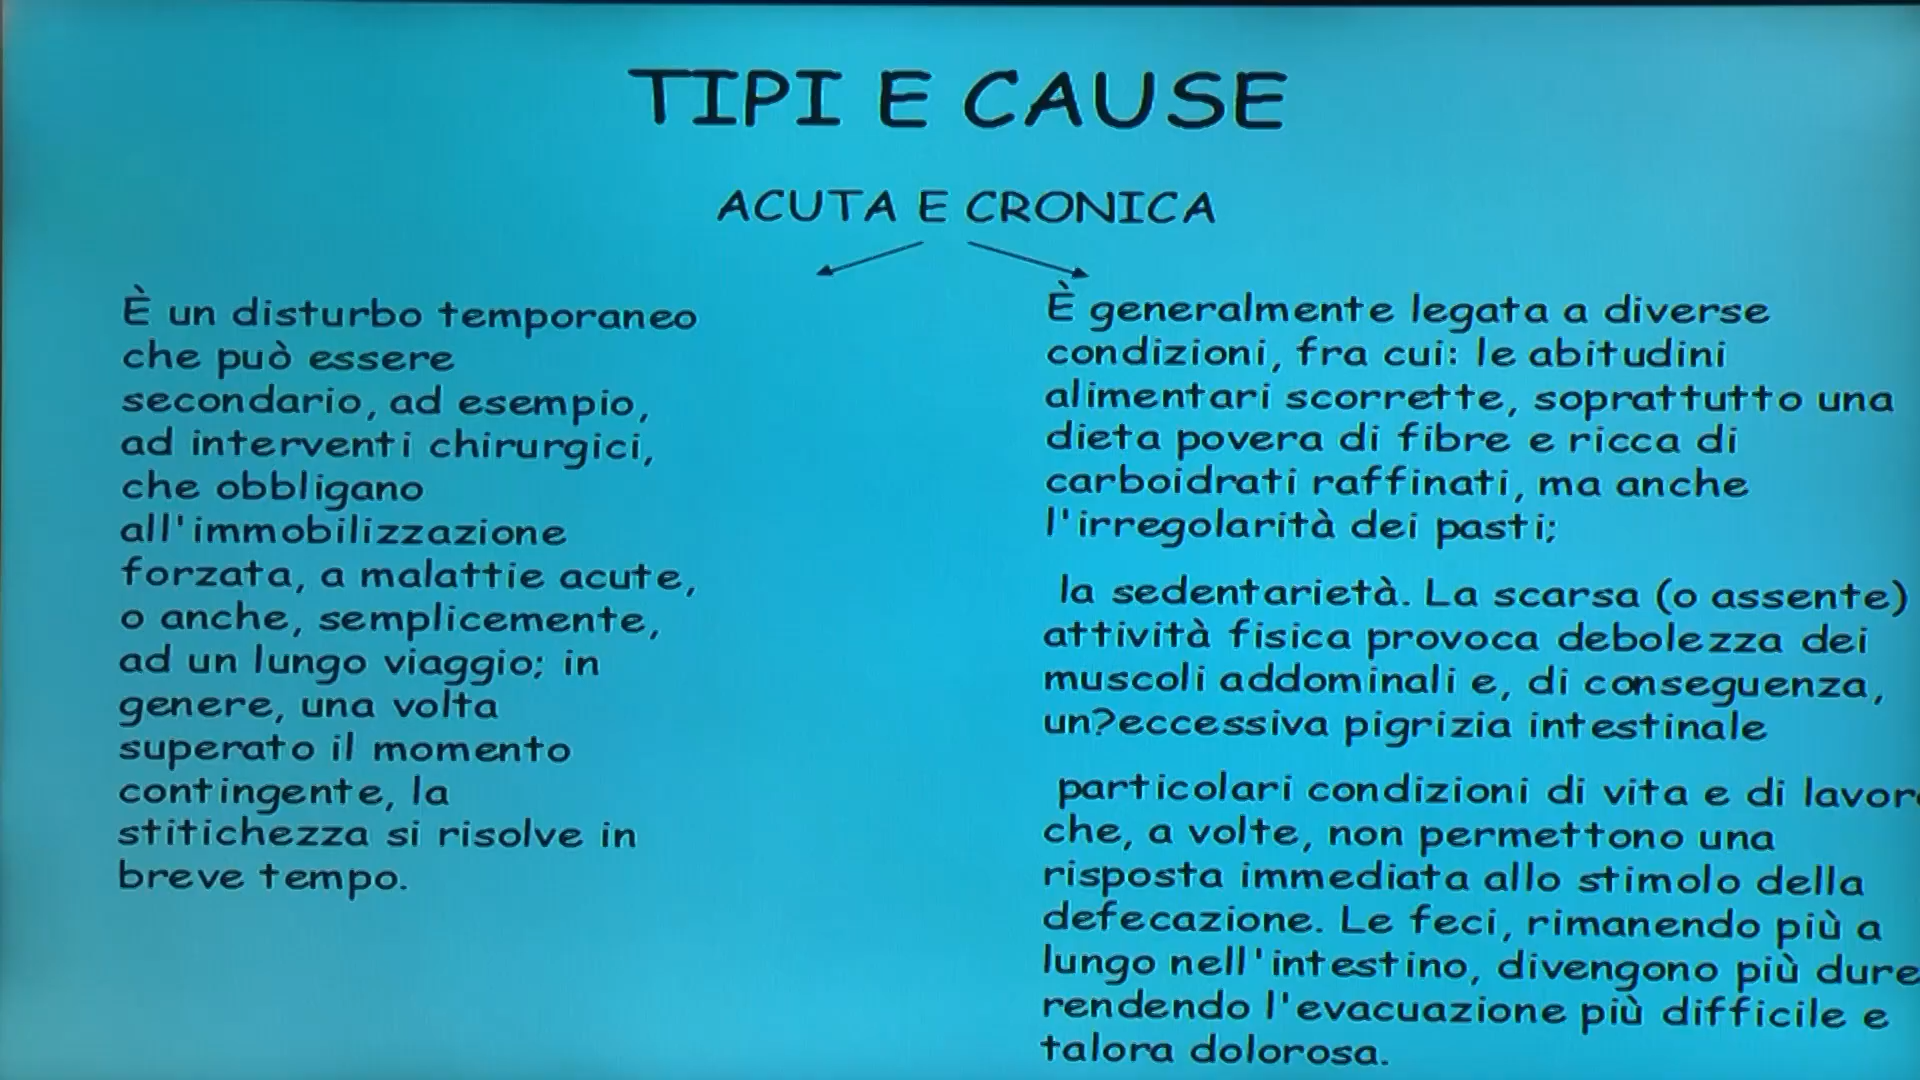 TIPI E CAUSE
ACUTA E CRONICA
È un disturbo temporaneo
che può essere
secondario, ad esempio,
ad interventi chirurgici,
che obbligano
all'immobilizzazione
forzata, a malattie acute,
o anche, semplicemente,
ad un lungo viaggio; in
genere, una volta
superato il momento
contingente, la
stitichezza si risolve in
breve tempo.
È generalmente legata a diverse
condizioni, fra cui: le abitudini
alimentari scorrette, soprattutto una
dieta povera di fibre e ricca di
carboidrati raffinati, ma anche
l'irregolarità dei pasti;
la sedentarietà. La scarsa (o assente)
attività fisica provoca debolezza dei
muscoli addominali e, di conseguenza,
un?eccessiva pigrizia intestinale
particolari condizioni di vita e di lavoro
che, a volte, non permettono una
risposta immediata allo stimolo della
defecazione. Le feci, rimanendo più a
lungo nell'intestino, divengono più dure
rendendo l'evacuazione più difficile e
talora dolorosa.